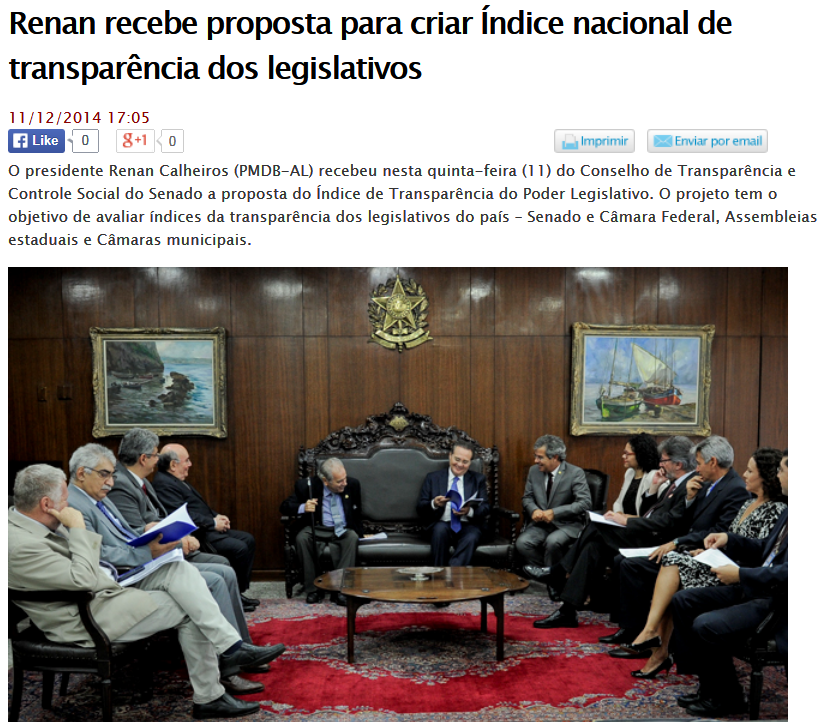 Renan recebe proposta para criar Índice nacional de
transparência dos legislativos
11/12/2014 17:05
Like 0 g+1 0 Imprimir Enviar por email
O presidente Renan Calheiros (PMDB-AL) recebeu nesta quinta-feira (11) do Conselho de Transparência e
Controle Social do Senado a proposta do Índice de Transparência do Poder Legislativo. O projeto tem o
objetivo de avaliar índices da transparência dos legislativos do país – Senado e Câmara Federal, Assembleias
estaduais e Câmaras municipais.